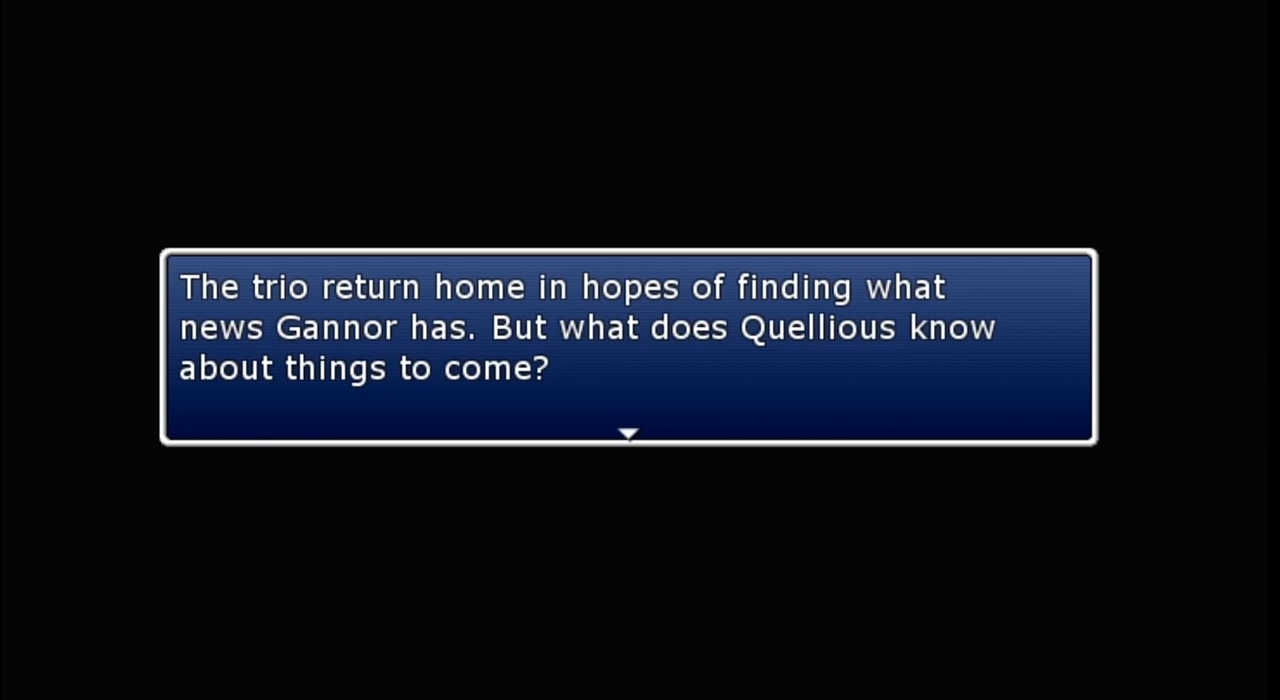 The trio return home in hopes of finding what
news Gannor has. But what does Quellious know
about things to come?